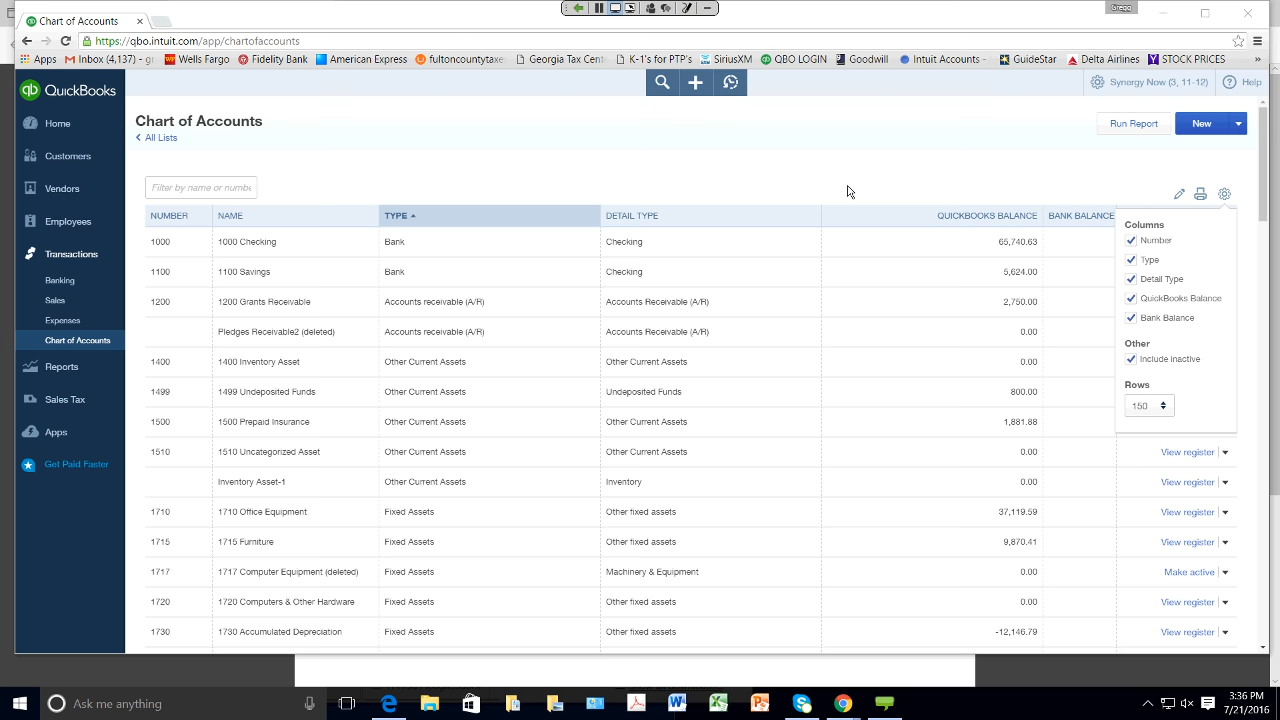 Gregg
Chart of Accounts
https://qbo.intuit.com/app/chartofaccounts
Apps Inbox (4,137) - gr Wells Fargo Fidelity Bank American Express fultoncountytaxe Georgia Tax Center K-1's for PTP's SiriusXM QBO LOGIN Goodwill Intuit Accounts - GuideStar Delta Airlines STOCK PRICES »
QuickBooks
Synergy Now (3, 11-12) Help
Home
Customers
Vendors
Employees
Transactions
Banking
Sales
Expenses
Chart of Accounts
Reports
Sales Tax
Apps
Get Paid Faster
Chart of Accounts
All Lists
Run Report New
Filter by name or numbe
NUMBER NAME TYPE DETAIL TYPE QUICKBOOKS BALANCE BANK BALANCE
1000 1000 Checking Bank Checking 65,740.63
1100 1100 Savings Bank Checking 5,624.00
1200 1200 Grants Receivable Accounts receivable (A/R) Accounts Receivable (A/R) 2,750.00
Pledges Receivable2 (deleted) Accounts receivable (A/R) Accounts Receivable (A/R) 0.00
1400 1400 Inventory Asset Other Current Assets Other Current Assets 0.00
1499 1499 Undeposited Funds Other Current Assets Undeposited Funds 800.00
1500 1500 Prepaid Insurance Other Current Assets Other Current Assets 1,881.88
1510 1510 Uncategorized Asset Other Current Assets Other Current Assets 0.00 View register
Inventory Asset-1 Other Current Assets Inventory 0.00 View register
1710 1710 Office Equipment Fixed Assets Other fixed assets 37,119.59 View register
1715 1715 Furniture Fixed Assets Other fixed assets 9,870.41 View register
1717 1717 Computer Equipment (deleted) Fixed Assets Machinery & Equipment 0.00 Make active
1720 1720 Computers & Other Hardware Fixed Assets Other fixed assets 0.00 View register
1730 1730 Accumulated Depreciation Fixed Assets Other fixed assets -12,146.79 View register
Columns
Number
Type
Detail Type
QuickBooks Balance
Bank Balance
Other
Include inactive
Rows
150
Ask me anything
3:36 PM
7/21/2016